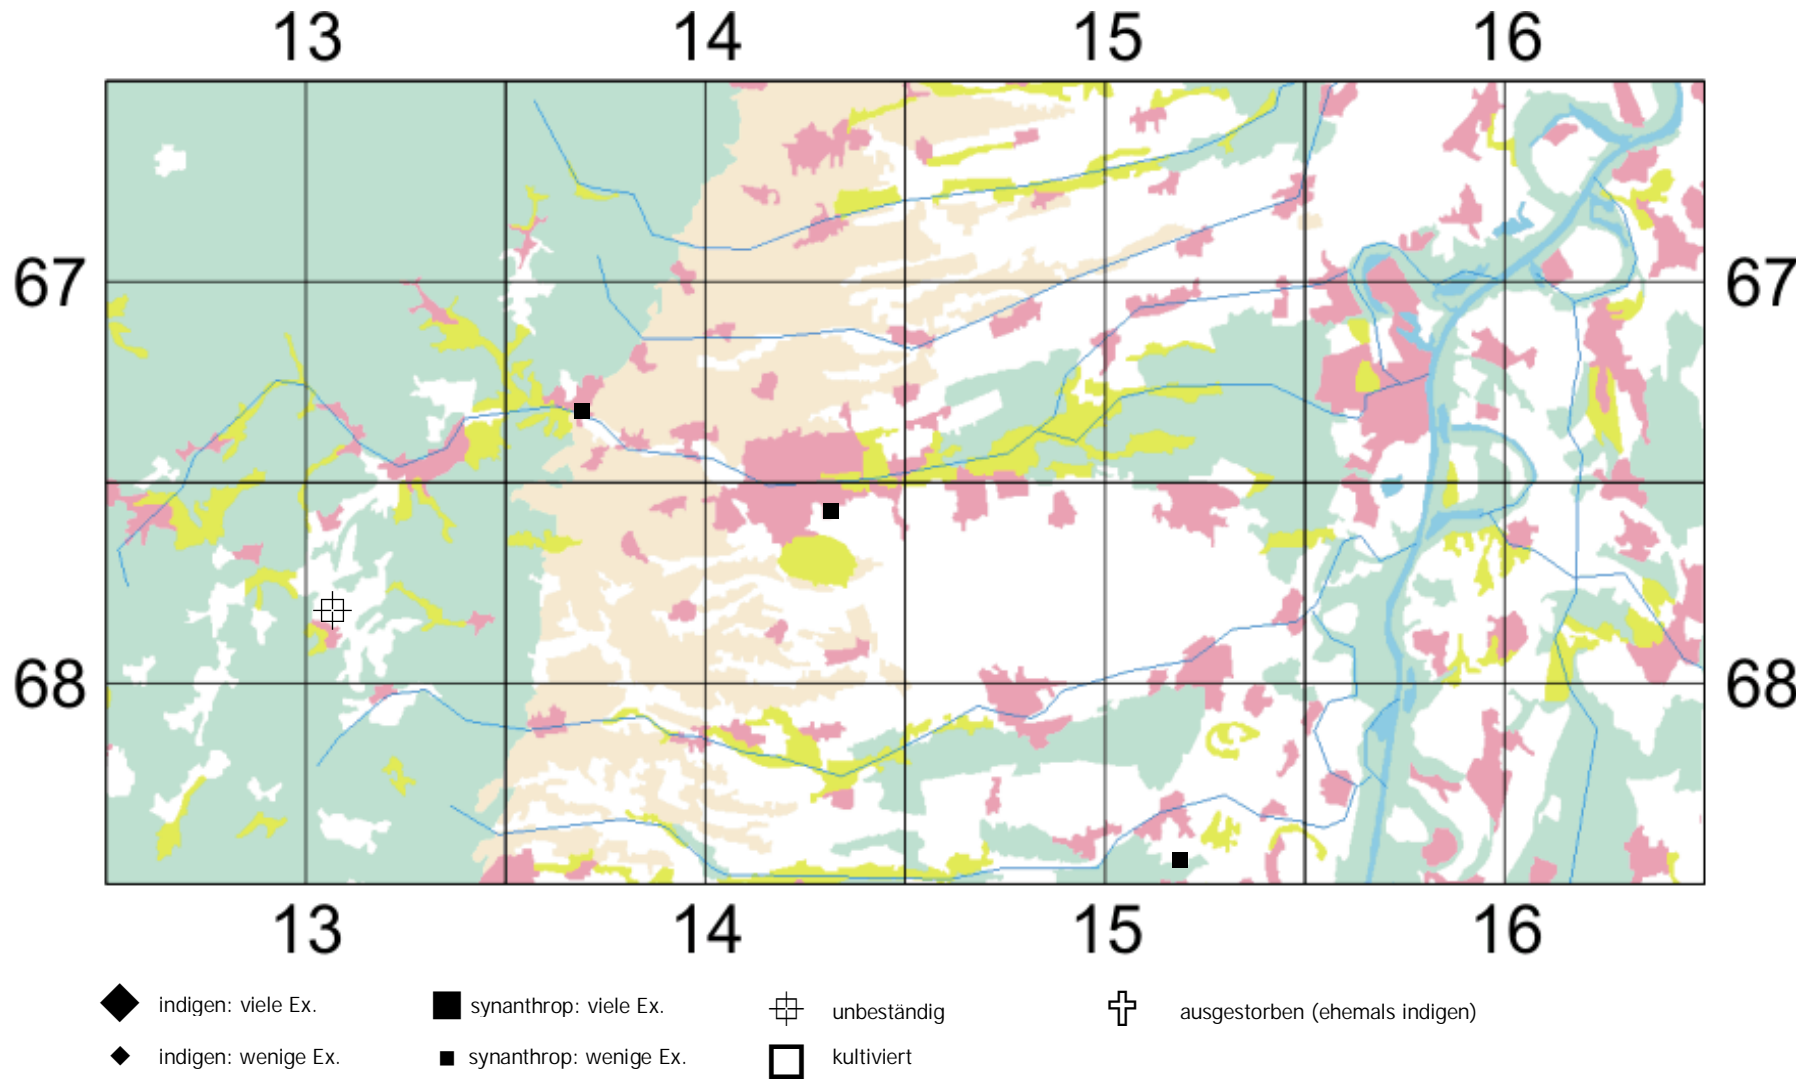 13 14 15 16
67 67
68 68
13 14 15 16
indigen: viele Ex. synanthrop: viele Ex. unbeständig ausgestorben (ehemals indigen)
indigen: wenige Ex. synanthrop: wenige Ex. kultiviert